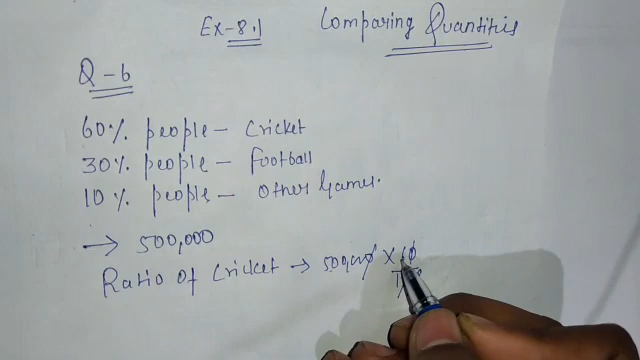 Ex-8.1 Comparing Quantitis
Q-6
60% people - Cricket
30% people - football
10% people - Other Games.
→ 500,000
Ratio of Cricket →